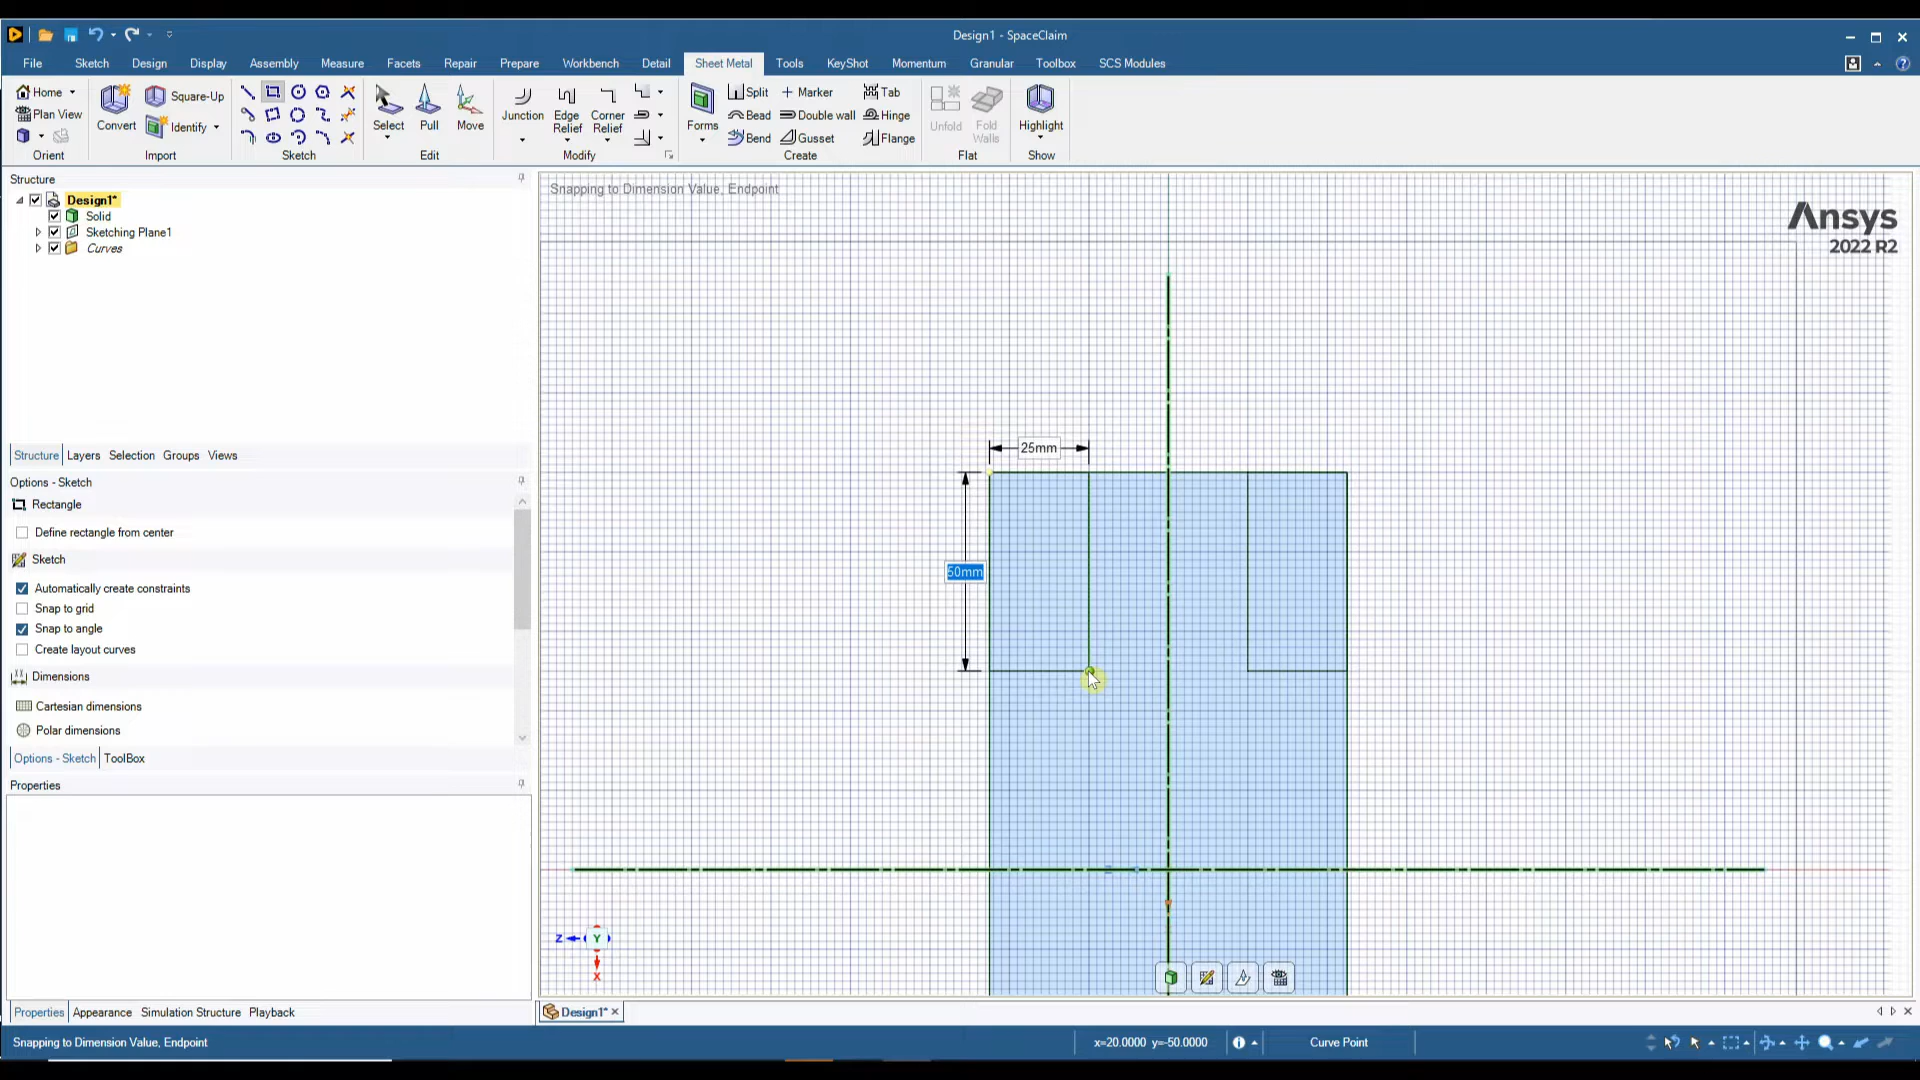 Design1 - SpaceClaim
File Sketch Design Display Assembly Measure Facets Repair Prepare Workbench Detail Sheet Metal Tools KeyShot Momentum Granular Toolbox SCS Modules
Home
Plan View
Orient
Convert
Square-Up
Identify
Import
Sketch
Select
Pull
Move
Edit
Junction
Edge Relief
Corner Relief
Modify
Forms
Split
Bead
Bend
Marker
Double wall
Gusset
Tab
Hinge
Flange
Create
Unfold
Fold Walls
Flat
Highlight
Show
Structure
Design1*
Solid
Sketching Plane1
Curves
Structure Layers Selection Groups Views
Options - Sketch
Rectangle
Define rectangle from center
Sketch
Automatically create constraints
Snap to grid
Snap to angle
Create layout curves
Dimensions
Cartesian dimensions
Polar dimensions
Options - Sketch ToolBox
Properties
Properties Appearance Simulation Structure Playback
Snapping to Dimension Value, Endpoint
Ansys
2022 R2
25mm
50mm
Z
Y
X
Design1*
Snapping to Dimension Value, Endpoint
x=20.0000 y=-50.0000
Curve Point